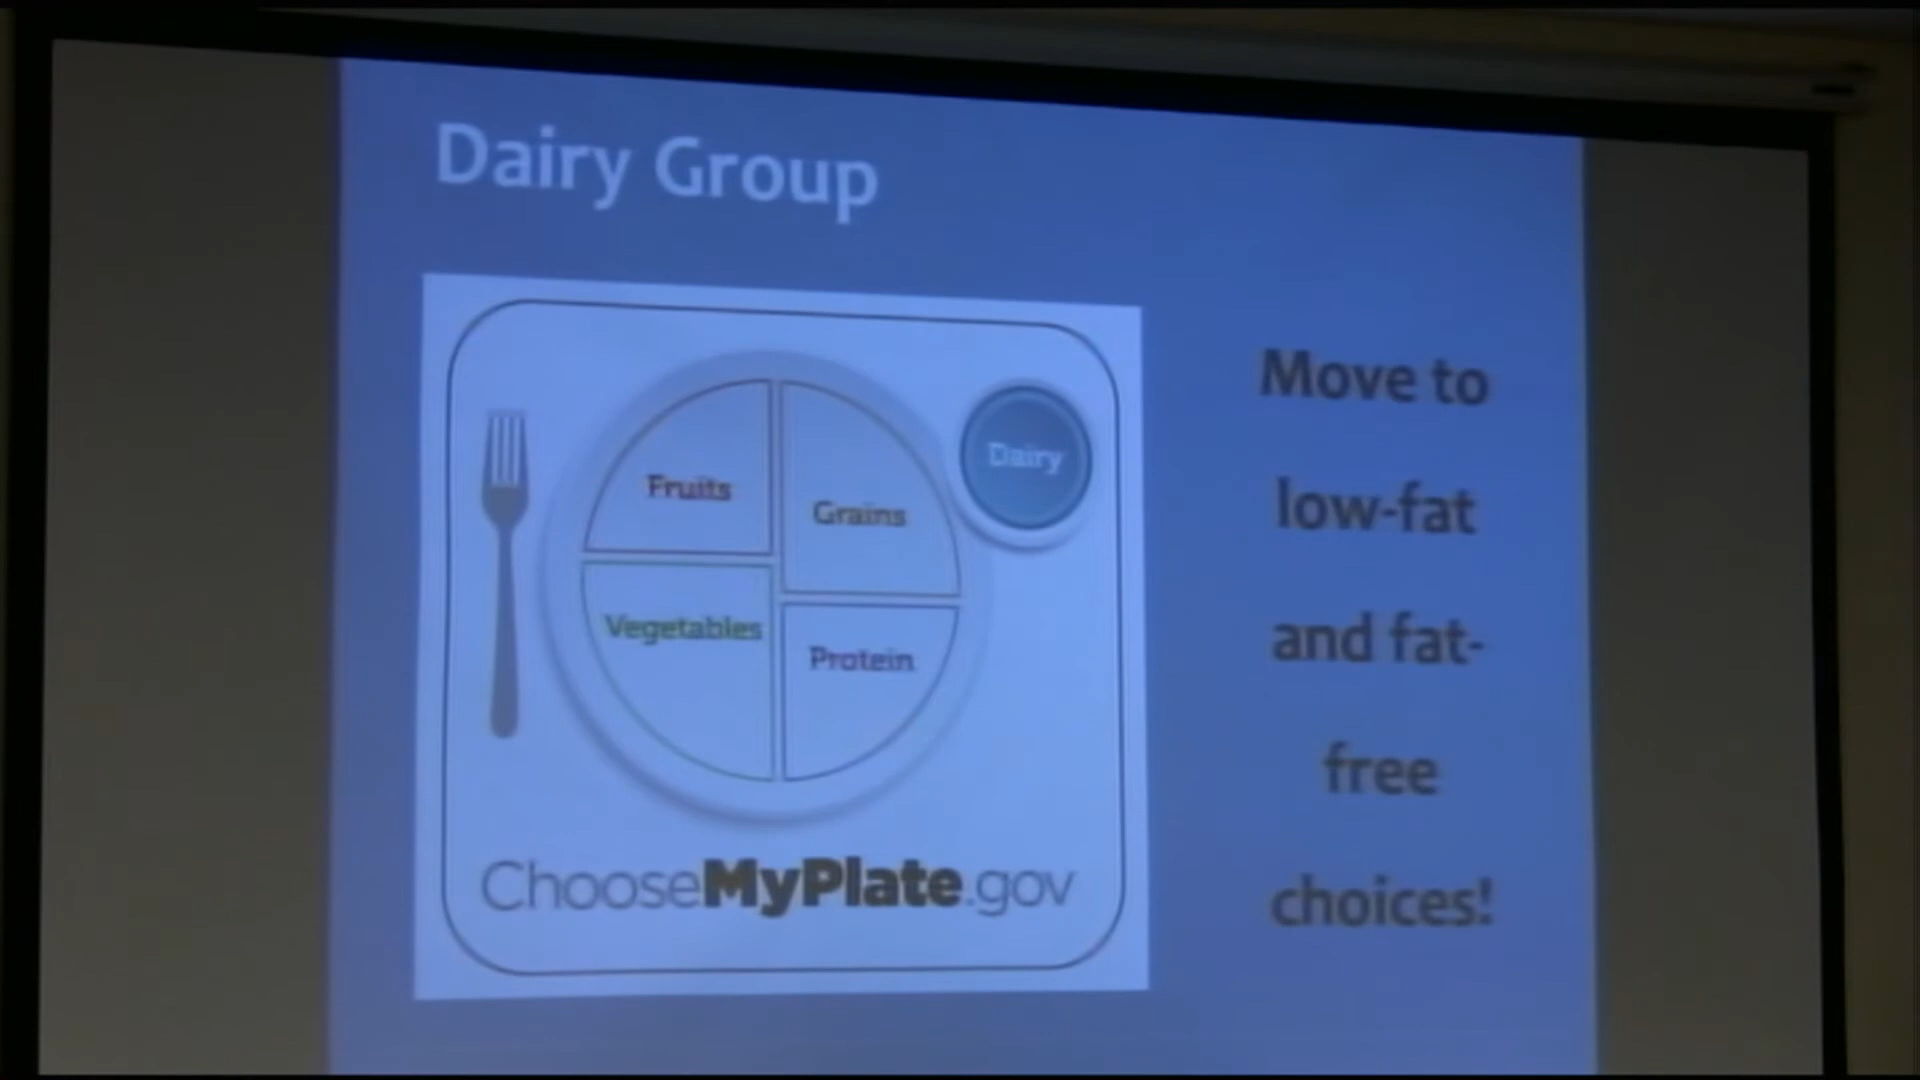 Dairy Group
Fruits
Grains
Dairy
Vegetables
Protein
ChooseMyPlate.gov
Move to
low-fat
and fat-
free
choices!